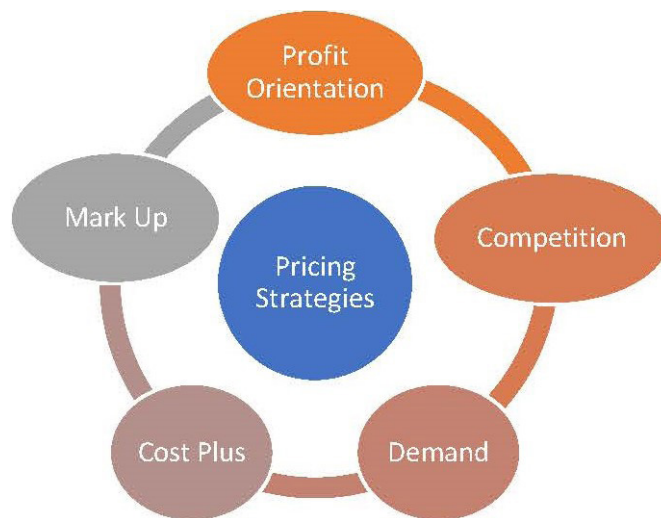 Profit
Orientation
Mark Up
Competition
Pricing
Strategies
Cost Plus
Demand